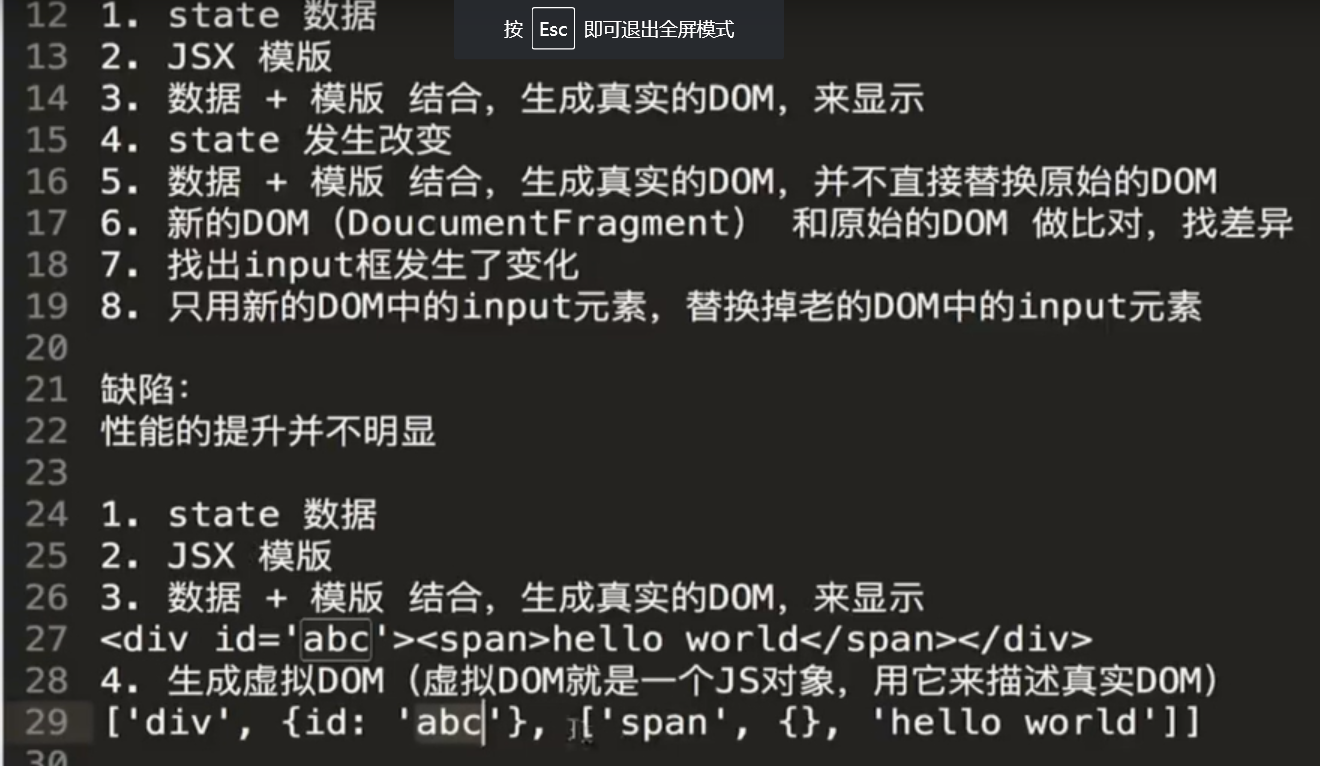 按 Esc 即可退出全屏模式
12 1. state 数据
13 2. JSX 模版
14 3. 数据 + 模版 结合，生成真实的DOM，来显示
15 4. state 发生改变
16 5. 数据 + 模版 结合，生成真实的DOM，并不直接替换原始的DOM
17 6. 新的DOM（DoucumentFragment） 和原始的DOM 做比对，找差异
18 7. 找出input框发生了变化
19 8. 只用新的DOM中的input元素，替换掉老的DOM中的input元素
20
21 缺陷：
22 性能的提升并不明显
23
24 1. state 数据
25 2. JSX 模版
26 3. 数据 + 模版 结合，生成真实的DOM，来显示
27 <div id='abc'><span>hello world</span></div>
28 4. 生成虚拟DOM（虚拟DOM就是一个JS对象，用它来描述真实DOM）
29 ['div', {id: 'abc'}, ['span', {}, 'hello world']]
30